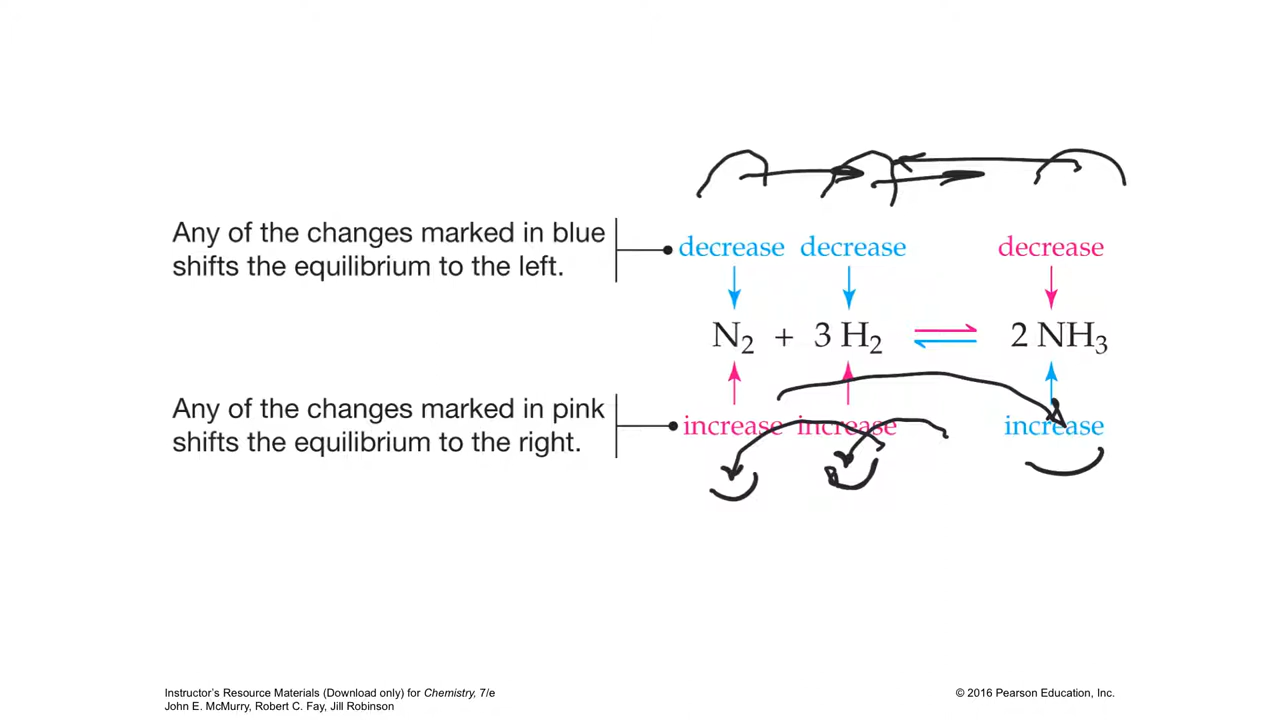 Any of the changes marked in blue
shifts the equilibrium to the left.
decrease decrease decrease
N₂ + 3 H₂ ⇌ 2 NH₃
Any of the changes marked in pink
shifts the equilibrium to the right.
increase increase increase
Instructor's Resource Materials (Download only) for Chemistry, 7/e
John E. McMurry, Robert C. Fay, Jill Robinson
© 2016 Pearson Education, Inc.